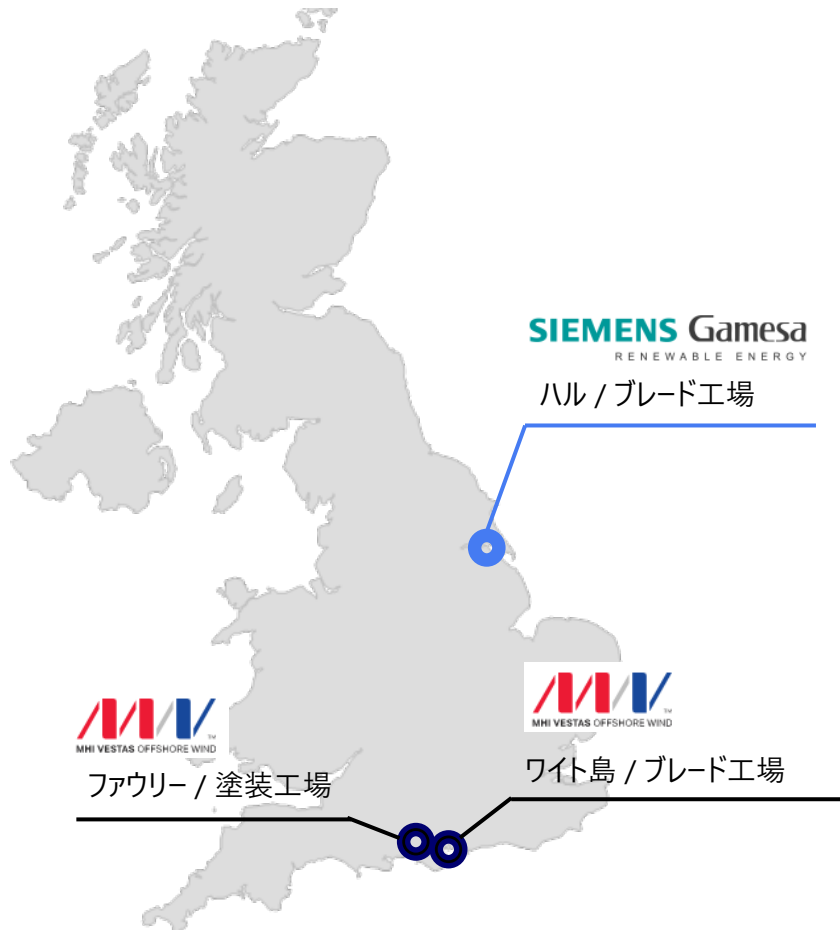 SIEMENS Gamesa
RENEWABLE ENERGY
ハル / ブレード工場
MHI VESTAS OFFSHORE WIND
ファウリー / 塗装工場
MHI VESTAS OFFSHORE WIND
ワイト島 / ブレード工場